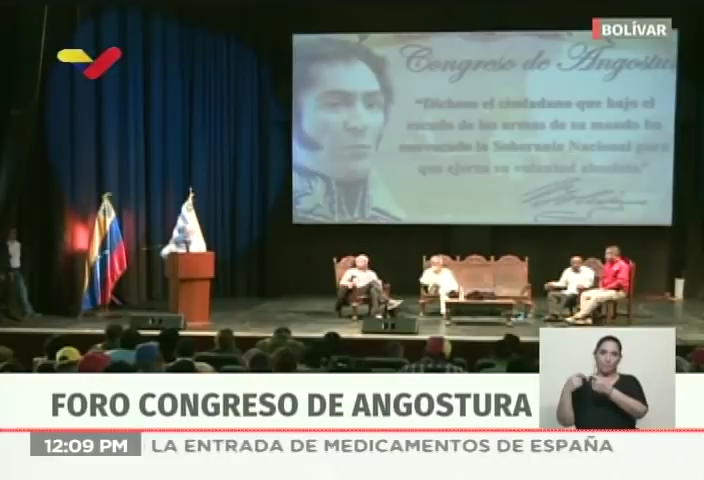 BOLÍVAR
Congreso de Angostur
"Dichoso el ciudadano que bajo el
escudo de las armas de su mando ha
convocado la Soberanía Nacional para
que ejerza su voluntad absoluta"
FORO CONGRESO DE ANGOSTURA
12:09 PM LA ENTRADA DE MEDICAMENTOS DE ESPAÑA